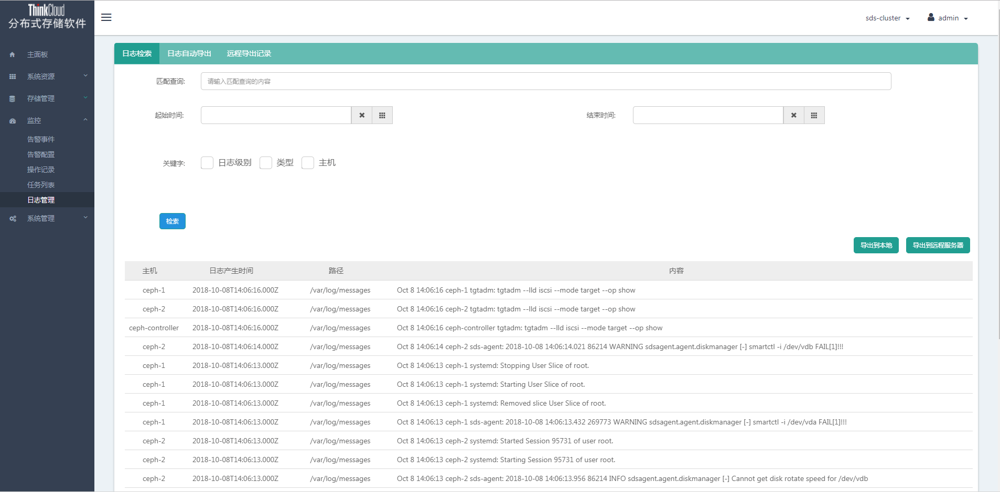 ThinkCloud
分布式存储软件
sds-cluster
admin
主面板
系统资源
存储管理
监控
告警事件
告警配置
操作记录
任务列表
日志管理
系统管理
日志检索 日志自动导出 远程导出记录
匹配查询: 请输入匹配查询的内容
起始时间: 结束时间:
关键字: 日志级别 类型 主机
检索
导出到本地 导出到远程服务器
主机 日志产生时间 路径 内容
ceph-1 2018-10-08T14:06:16.000Z /var/log/messages Oct 8 14:06:16 ceph-1 tgtadm: tgtadm --lld iscsi --mode target --op show
ceph-2 2018-10-08T14:06:16.000Z /var/log/messages Oct 8 14:06:16 ceph-2 tgtadm: tgtadm --lld iscsi --mode target --op show
ceph-controller 2018-10-08T14:06:16.000Z /var/log/messages Oct 8 14:06:16 ceph-controller tgtadm: tgtadm --lld iscsi --mode target --op show
ceph-2 2018-10-08T14:06:14.000Z /var/log/messages Oct 8 14:06:14 ceph-2 sds-agent: 2018-10-08 14:06:14.021 86214 WARNING sdsagent.agent.diskmanager [-] smartctl -i /dev/vdb FAIL[1]!!!
ceph-1 2018-10-08T14:06:13.000Z /var/log/messages Oct 8 14:06:13 ceph-1 systemd: Stopping User Slice of root.
ceph-1 2018-10-08T14:06:13.000Z /var/log/messages Oct 8 14:06:13 ceph-1 systemd: Starting User Slice of root.
ceph-1 2018-10-08T14:06:13.000Z /var/log/messages Oct 8 14:06:13 ceph-1 systemd: Removed slice User Slice of root.
ceph-1 2018-10-08T14:06:13.000Z /var/log/messages Oct 8 14:06:13 ceph-1 sds-agent: 2018-10-08 14:06:13.432 269773 WARNING sdsagent.agent.diskmanager [-] smartctl -i /dev/vda FAIL[1]!!!
ceph-2 2018-10-08T14:06:13.000Z /var/log/messages Oct 8 14:06:13 ceph-2 systemd: Started Session 95731 of user root.
ceph-2 2018-10-08T14:06:13.000Z /var/log/messages Oct 8 14:06:13 ceph-2 systemd: Starting Session 95731 of user root.
ceph-2 2018-10-08T14:06:13.000Z /var/log/messages Oct 8 14:06:13 ceph-2 sds-agent: 2018-10-08 14:06:13.956 86214 INFO sdsagent.agent.diskmanager [-] Cannot get disk rotate speed for /dev/vdb